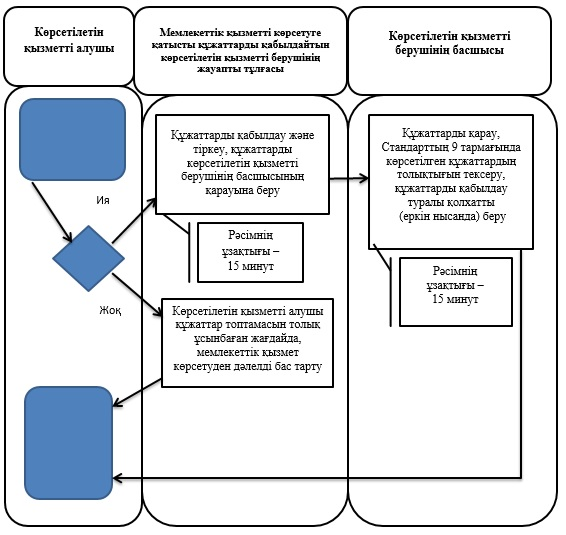 Көрсетілетін
қызметті алушы
Мемлекеттік қызметті көрсетуге
қатысты құжаттарды қабылдайтын
көрсетілетін қызметті берушінің
жауапты тұлғасы
Көрсетілетін қызметті
берушінің басшысы
Ия
Жоқ
Құжаттарды қабылдау және
тіркеу, құжаттарды
көрсетілетін қызметті
берушінің басшысының
қарауына беру
Рәсімнің
ұзақтығы –
15 минут
Көрсетілетін қызметті алушы
құжаттар топтамасын толық
ұсынбаған жағдайда,
мемлекеттік қызмет
көрсетуден дәлелді бас тарту
Құжаттарды қарау,
Стандарттың 9 тармағында
көрсетілген құжаттардың
толықтығын тексеру,
құжаттарды қабылдау
туралы қолхатты
(еркін нысанда) беру
Рәсімнің
ұзақтығы –
15 минут